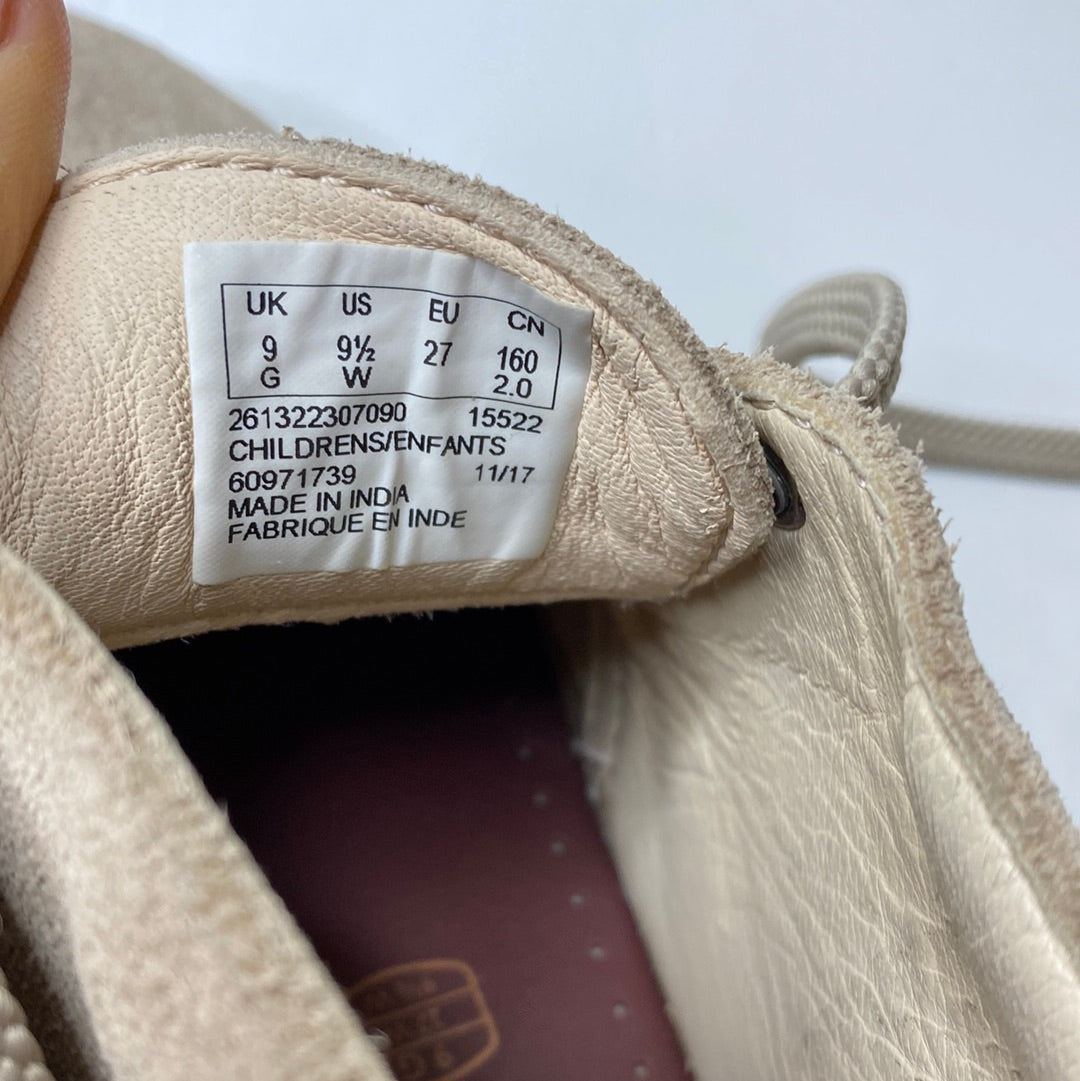 UK US EU CN
9 9½ 27 160
G W 2.0
261322307090 15522
CHILDRENS/ENFANTS
60971739 11/17
MADE IN INDIA
FABRIQUE EN INDE